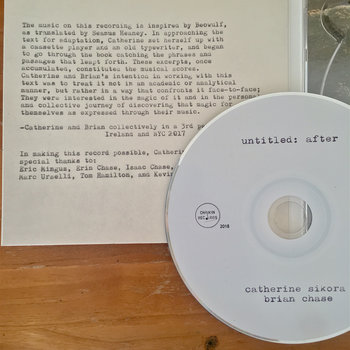 The music on this recording is inspired by Beowulf,
as translated by Seamus Heaney. In approaching the
text for adaptation, Catherine set herself up with
a cassette player and an old typewriter, and began
to go through the book catching the phrases and
passages that leapt forth. These excerpts, once
accumulated, constitutes the musical scores.
Catherine and Brian's intention in working with this
text was to treat it not in an academic or analytical
manner, but rather in a way that confronts it face-to-face;
They were interested in the magic of it and in the persona
and collective journey of discovering that magic for
themselves as expressed through their music.
-Catherine and Brian collectively in a 3rd pe
Ireland and NYC 2017
In making this record possible, Catherin
special thanks to:
Eric Mingus, Erin Chase, Isaac Chase,
Marc Urselli, Tom Hamilton, and Kevin
untitled: after
CHAIKIN
RECORDS
2018
catherine sikora
brian chase